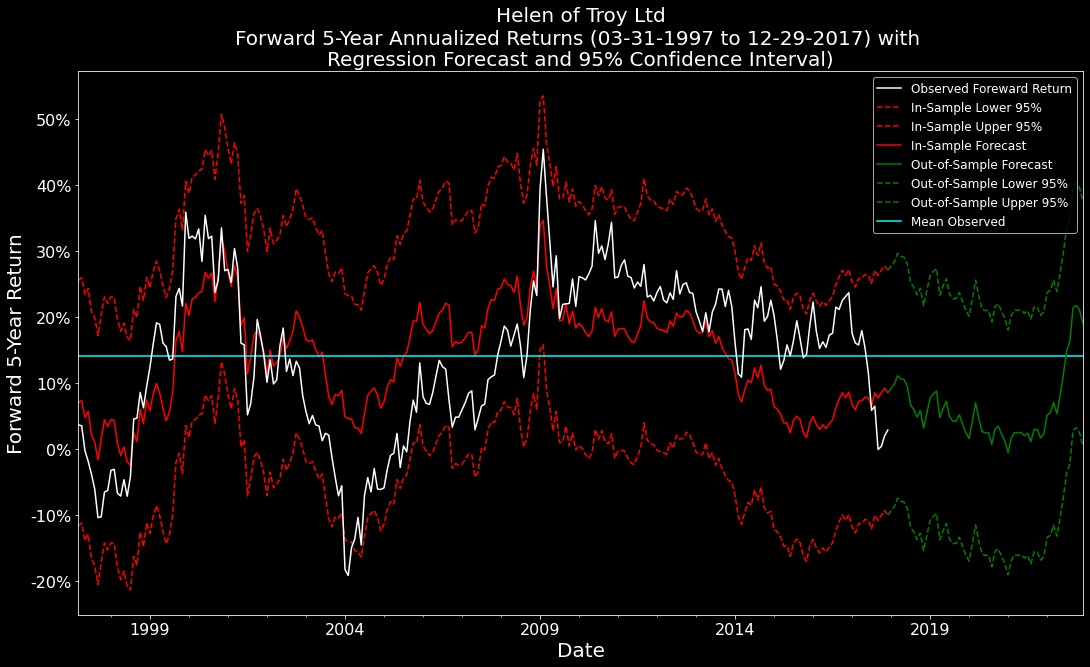 Helen of Troy Ltd
Forward 5-Year Annualized Returns (03-31-1997 to 12-29-2017) with
Regression Forecast and 95% Confidence Interval)
Observed Foreward Return
In-Sample Lower 95%
In-Sample Upper 95%
In-Sample Forecast
Out-of-Sample Forecast
Out-of-Sample Lower 95%
Out-of-Sample Upper 95%
Mean Observed
Forward 5-Year Return
50%
40%
30%
20%
10%
0%
-10%
-20%
1999 2004 2009 2014 2019
Date